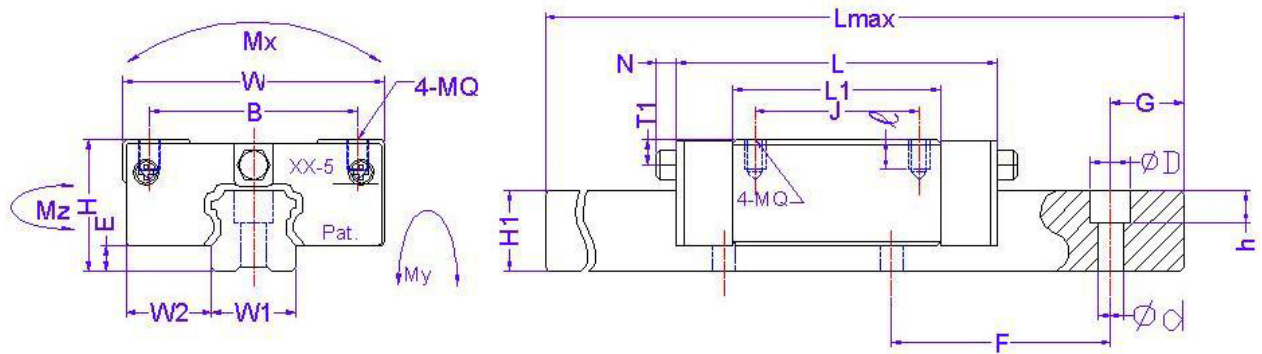 Mx
W
4-MQ
B
XX-5
Mz
H
E
Pat.
My
W2
W1
Lmax
N
L
L1
J
T1
ℓ
G
4-MQ
H1
ØD
h
Ød
F